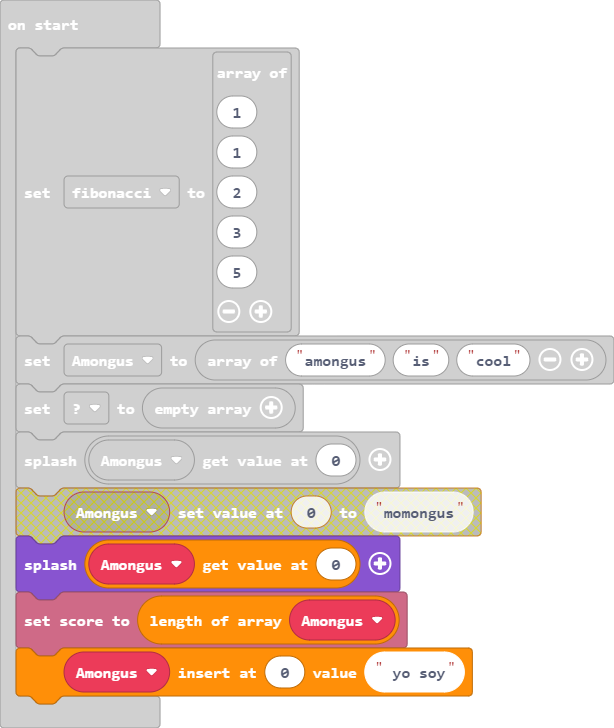 on start
array of
1
1
set fibonacci to 2
3
5
set Amongus to array of "amongus" "is" "cool"
set ? to empty array
splash Amongus get value at 0
Amongus set value at 0 to "momongus"
splash Amongus get value at 0
set score to length of array Amongus
Amongus insert at 0 value " yo soy"